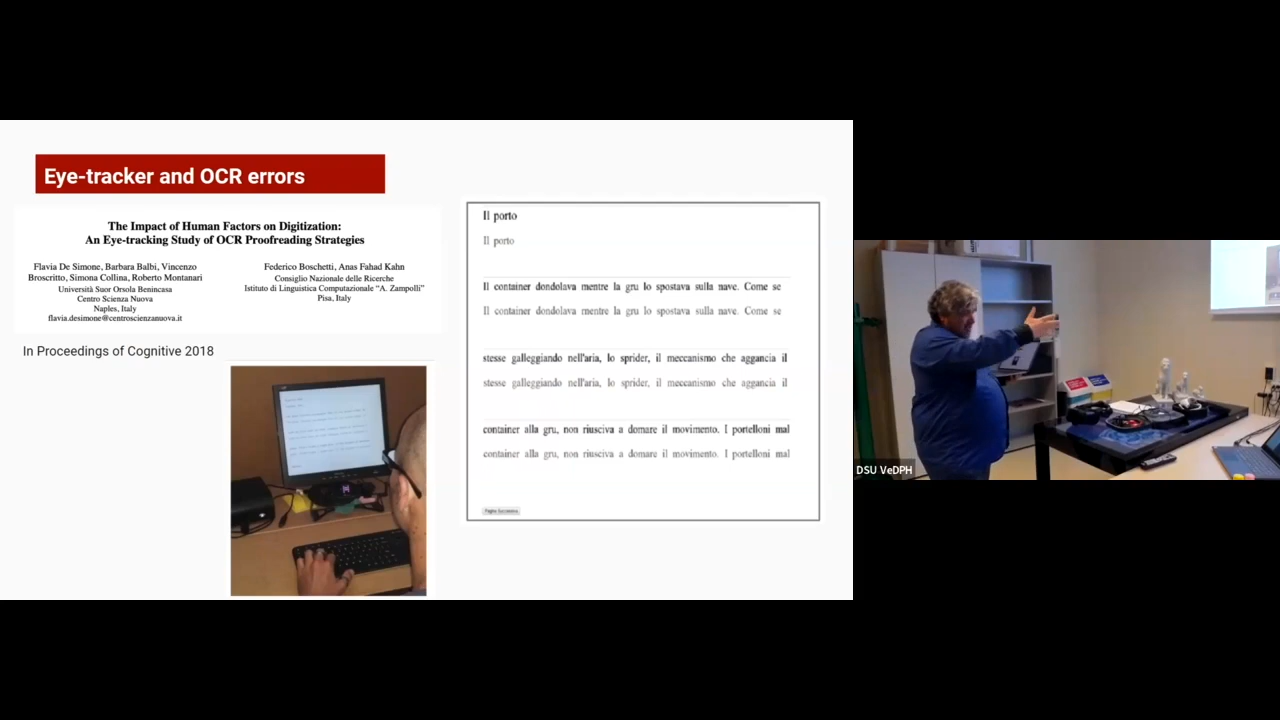 Eye-tracker and OCR errors
The Impact of Human Factors on Digitization:
An Eye-tracking Study of OCR Proofreading Strategies
Flavia De Simone, Barbara Balbi, Vincenzo
Broscritto, Simona Collina, Roberto Montanari
Università Suor Orsola Benincasa
Centro Scienza Nuova
Naples, Italy
flavia.desimone@centroscienzanuova.it
Federico Boschetti, Anas Fahad Kahn
Consiglio Nazionale delle Ricerche
Istituto di Linguistica Computazionale “A. Zampolli”
Pisa, Italy
In Proceedings of Cognitive 2018
Il porto
Il porto
Il container dondolava mentre la gru lo spostava sulla nave. Come se
Il container dondolava mentre la gru lo spostava sulla nave. Come se
stesse galleggiando nell'aria, lo sprider, il meccanismo che aggancia il
stesse galleggiando nell'aria, lo sprider, il meccanismo che aggancia il
container alla gru, non riusciva a domare il movimento. I portelloni mal
container alla gru, non riusciva a domare il movimento. I portelloni mal
Pagina Successiva
DSU VeDPH